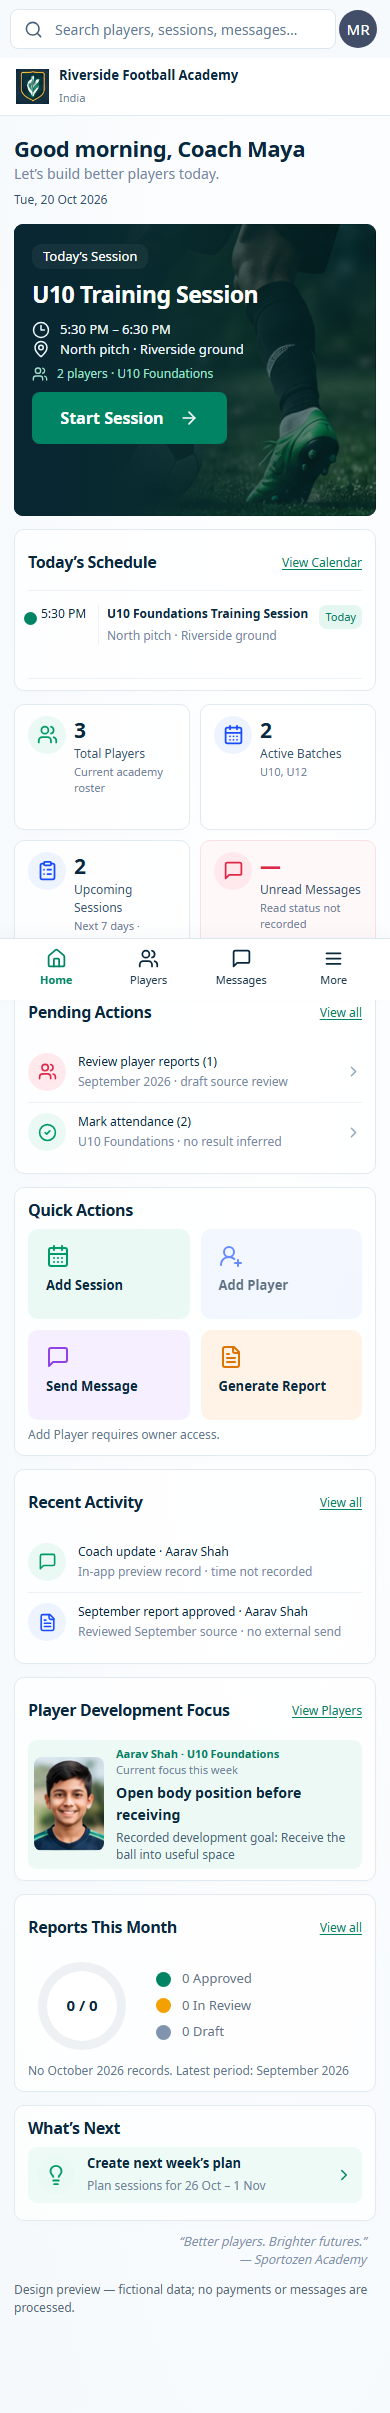 Search players, sessions, messages...
MR
Riverside Football Academy
India
Good morning, Coach Maya
Let's build better players today.
Tue, 20 Oct 2026
Today's Session
U10 Training Session
5:30 PM – 6:30 PM
North pitch · Riverside ground
2 players · U10 Foundations
Start Session
Today's Schedule
View Calendar
5:30 PM
U10 Foundations Training Session
Today
North pitch · Riverside ground
3
Total Players
Current academy
roster
2
Active Batches
U10, U12
2
Upcoming
Sessions
Next 7 days ·
—
Unread Messages
Read status not
recorded
Home
Players
Messages
More
Pending Actions
View all
Review player reports (1)
September 2026 · draft source review
Mark attendance (2)
U10 Foundations · no result inferred
Quick Actions
Add Session
Add Player
Send Message
Generate Report
Add Player requires owner access.
Recent Activity
View all
Coach update · Aarav Shah
In-app preview record · time not recorded
September report approved · Aarav Shah
Reviewed September source · no external send
Player Development Focus
View Players
Aarav Shah · U10 Foundations
Current focus this week
Open body position before
receiving
Recorded development goal: Receive the
ball into useful space
Reports This Month
View all
0 / 0
0 Approved
0 In Review
0 Draft
No October 2026 records. Latest period: September 2026
What's Next
Create next week's plan
Plan sessions for 26 Oct – 1 Nov
“Better players. Brighter futures.”
— Sportozen Academy
Design preview — fictional data; no payments or messages are
processed.